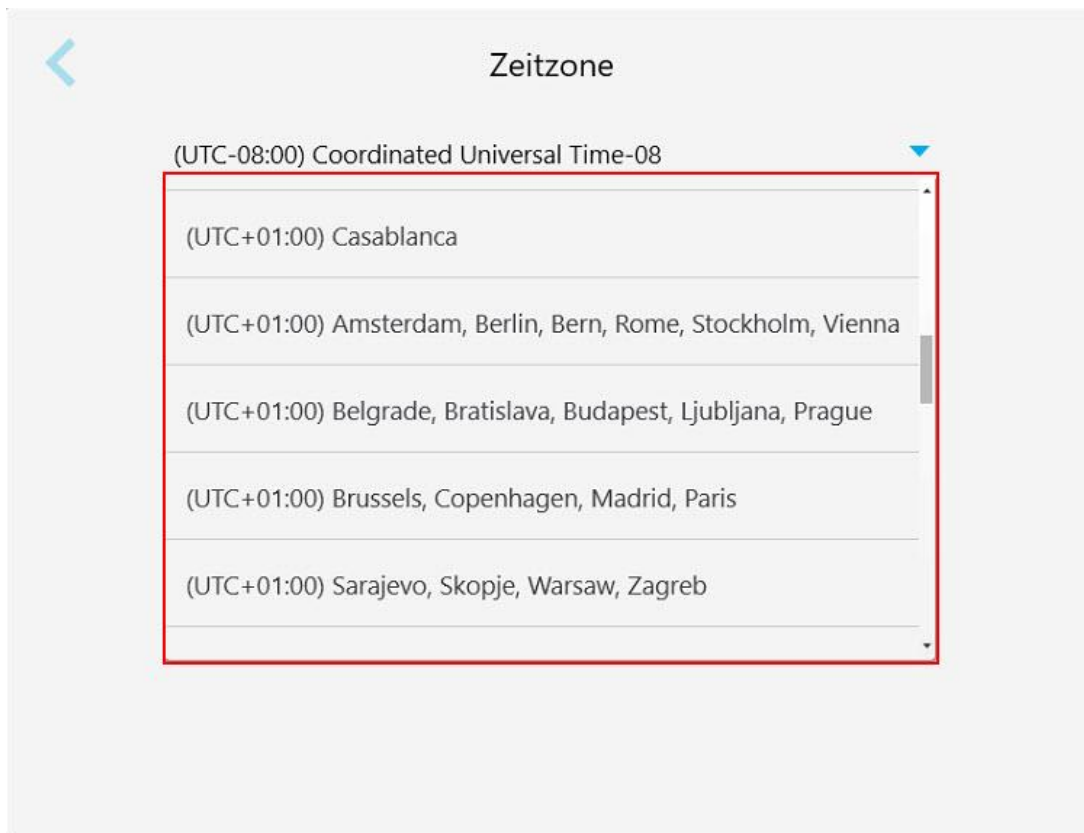 Zeitzone
(UTC-08:00) Coordinated Universal Time-08
(UTC+01:00) Casablanca
(UTC+01:00) Amsterdam, Berlin, Bern, Rome, Stockholm, Vienna
(UTC+01:00) Belgrade, Bratislava, Budapest, Ljubljana, Prague
(UTC+01:00) Brussels, Copenhagen, Madrid, Paris
(UTC+01:00) Sarajevo, Skopje, Warsaw, Zagreb